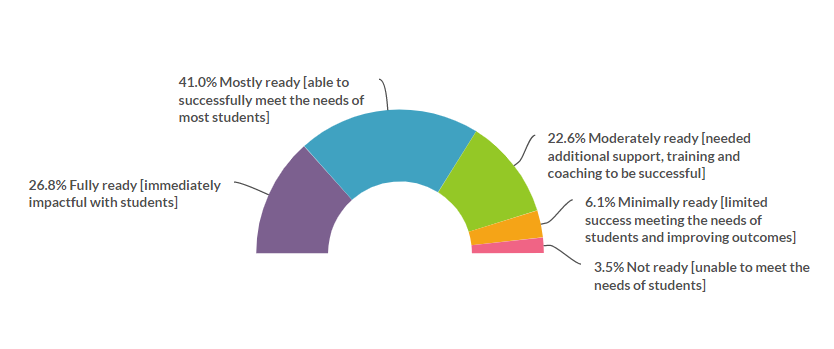 41.0% Mostly ready [able to
successfully meet the needs of
most students]
22.6% Moderately ready [needed
additional support, training and
coaching to be successful]
26.8% Fully ready [immediately
impactful with students]
6.1% Minimally ready [limited
success meeting the needs of
students and improving outcomes]
3.5% Not ready [unable to meet the
needs of students]